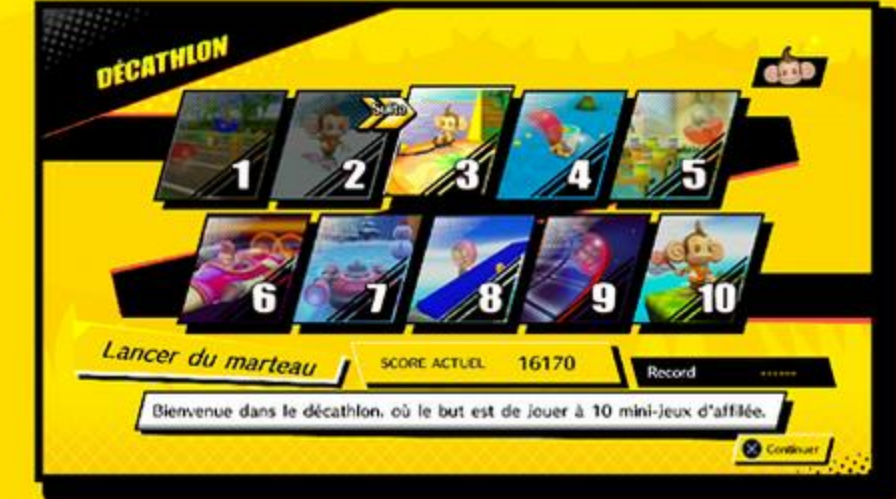 DÉCATHLON
Suite
1 2 3 4 5
6 7 8 9 10
Lancer du marteau
SCORE ACTUEL 16170
Record ------
Bienvenue dans le décathlon, où le but est de jouer à 10 mini-jeux d'affilée.
Continuer